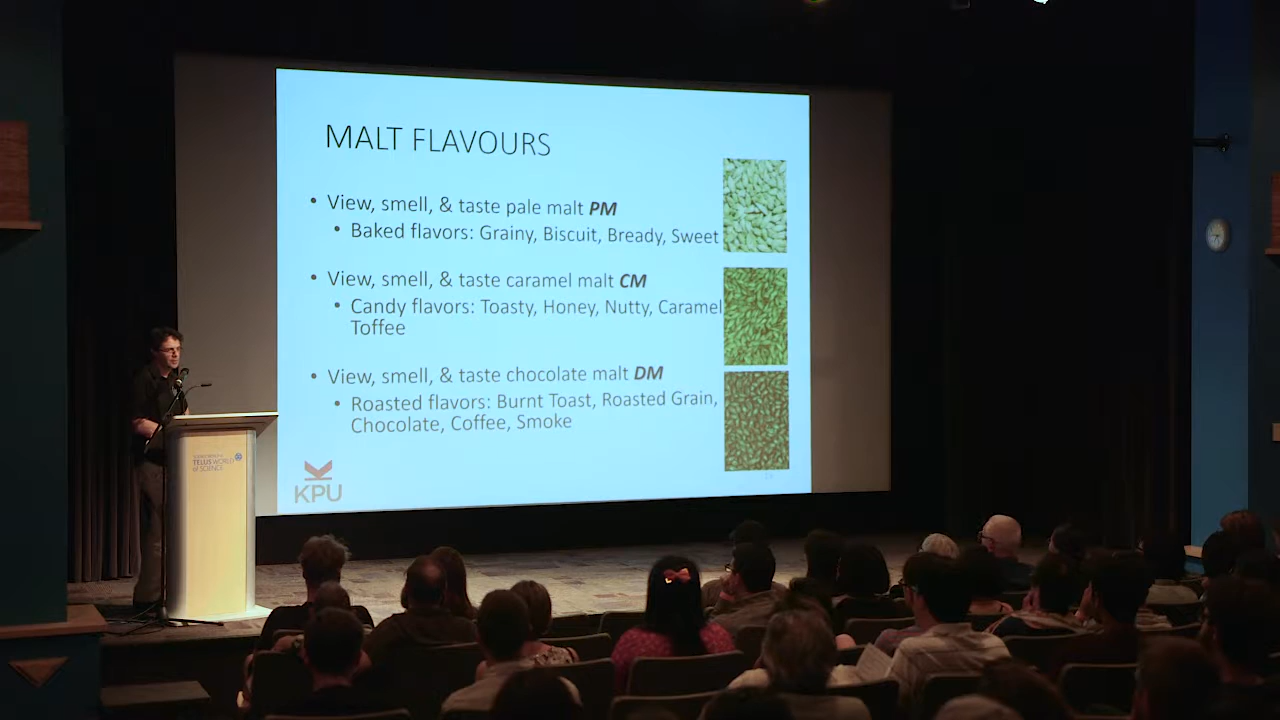 MALT FLAVOURS
• View, smell, & taste pale malt PM
• Baked flavors: Grainy, Biscuit, Bready, Sweet
• View, smell, & taste caramel malt CM
• Candy flavors: Toasty, Honey, Nutty, Caramel
Toffee
• View, smell, & taste chocolate malt DM
• Roasted flavors: Burnt Toast, Roasted Grain,
Chocolate, Coffee, Smoke
KPU
TELUS WORLD
OF SCIENCE